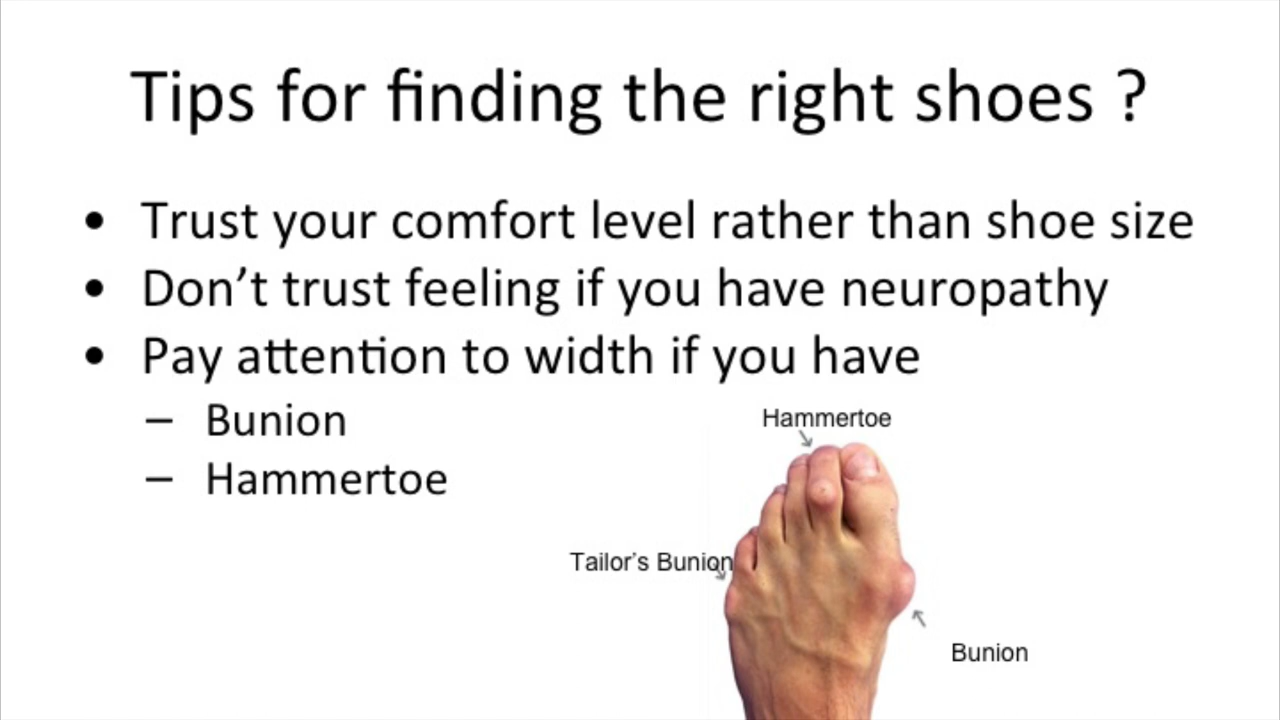 Tips for finding the right shoes ?
• Trust your comfort level rather than shoe size
• Don’t trust feeling if you have neuropathy
• Pay attention to width if you have
– Bunion
– Hammertoe
Hammertoe
Tailor’s Bunion
Bunion